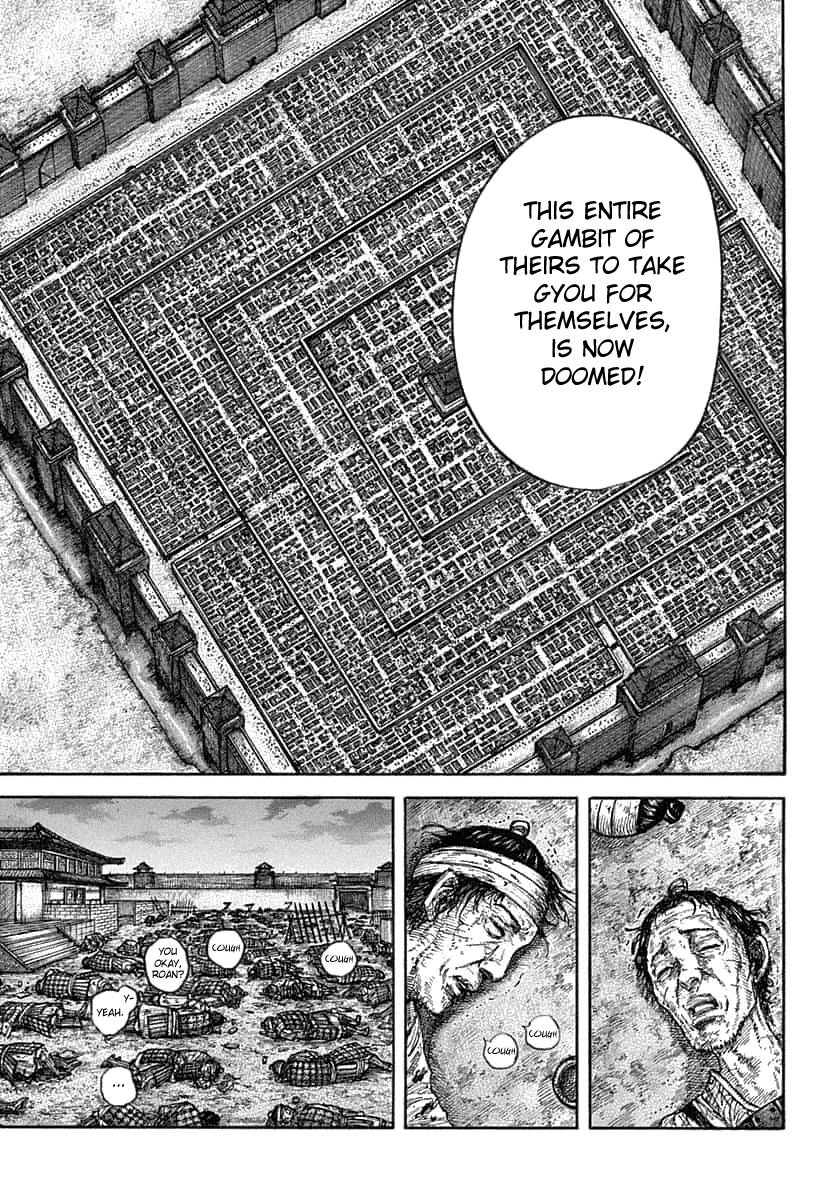 THIS ENTIRE
GAMBIT OF
THEIRS TO TAKE
GYOU FOR
THEMSELVES,
IS NOW
DOOMED!
COUGH
COUGH
YOU
OKAY,
ROAN?
Y-
YEAH.
...
COUGH
COUGH